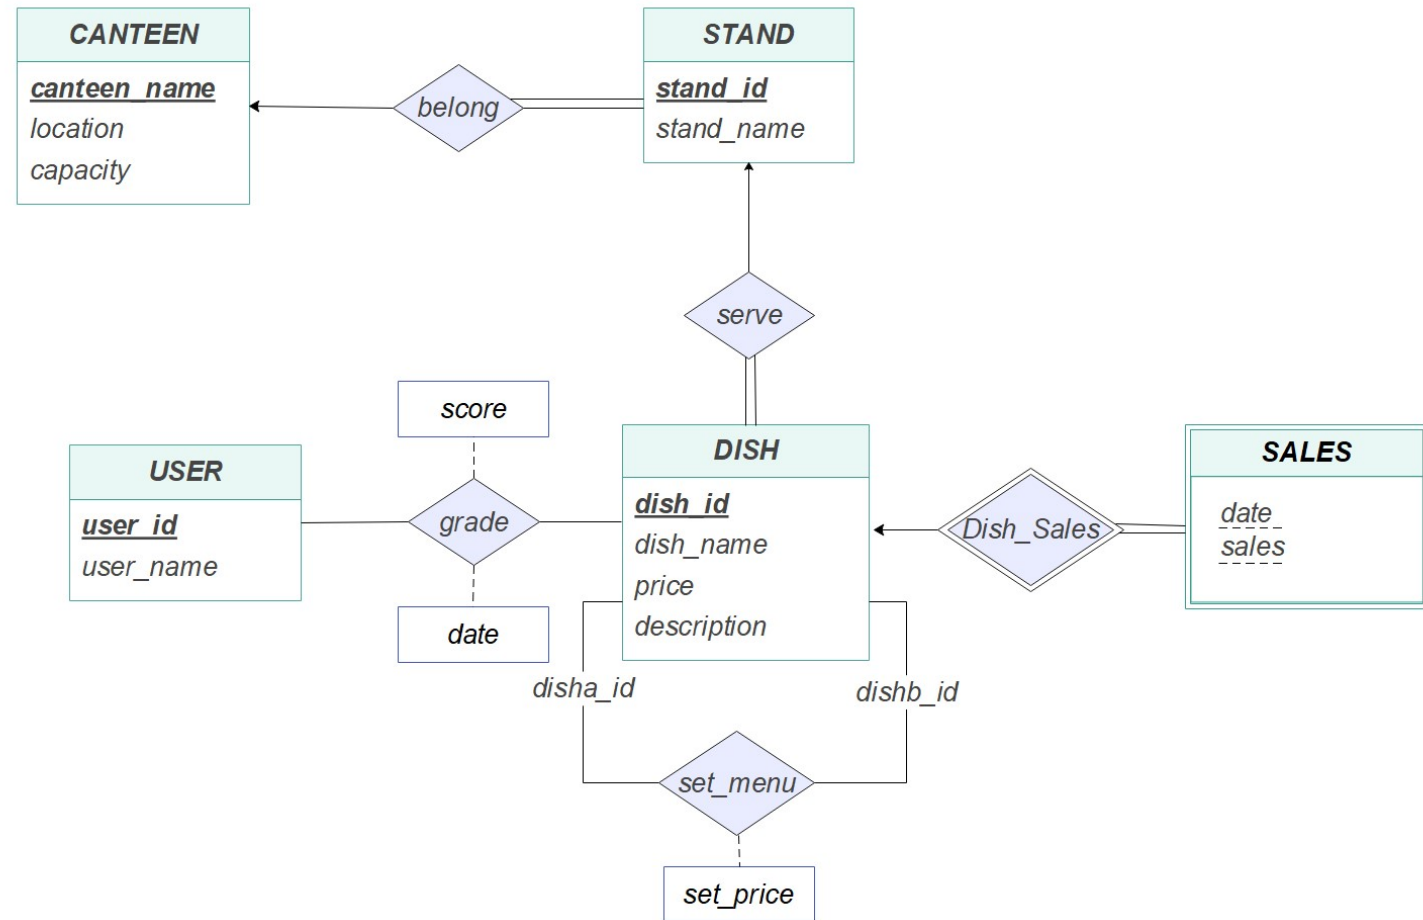 CANTEEN
canteen_name
location
capacity
belong
STAND
stand_id
stand_name
serve
score
USER
user_id
user_name
grade
date
DISH
dish_id
dish_name
price
description
Dish_Sales
SALES
date
sales
disha_id
dishb_id
set_menu
set_price